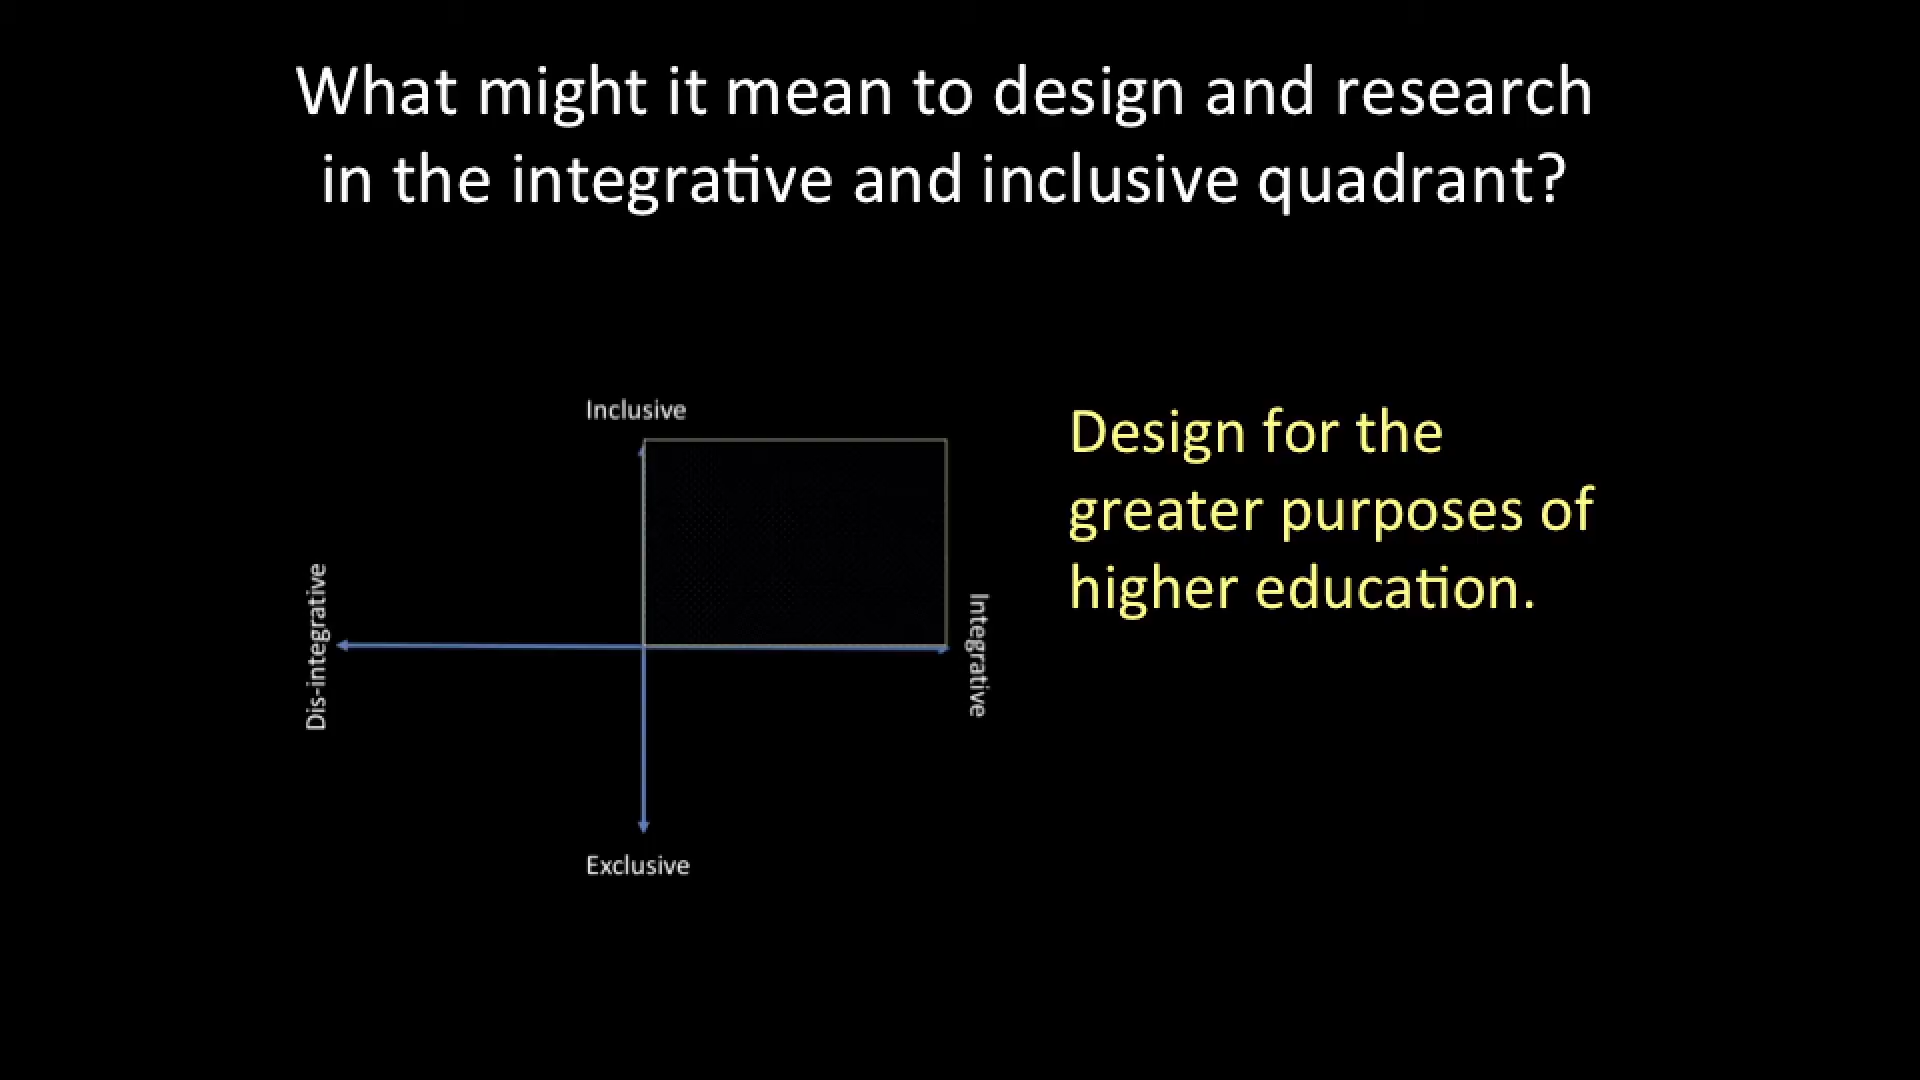 What might it mean to design and research
in the integrative and inclusive quadrant?
Inclusive
Dis-integrative
Integrative
Exclusive
Design for the
greater purposes of
higher education.